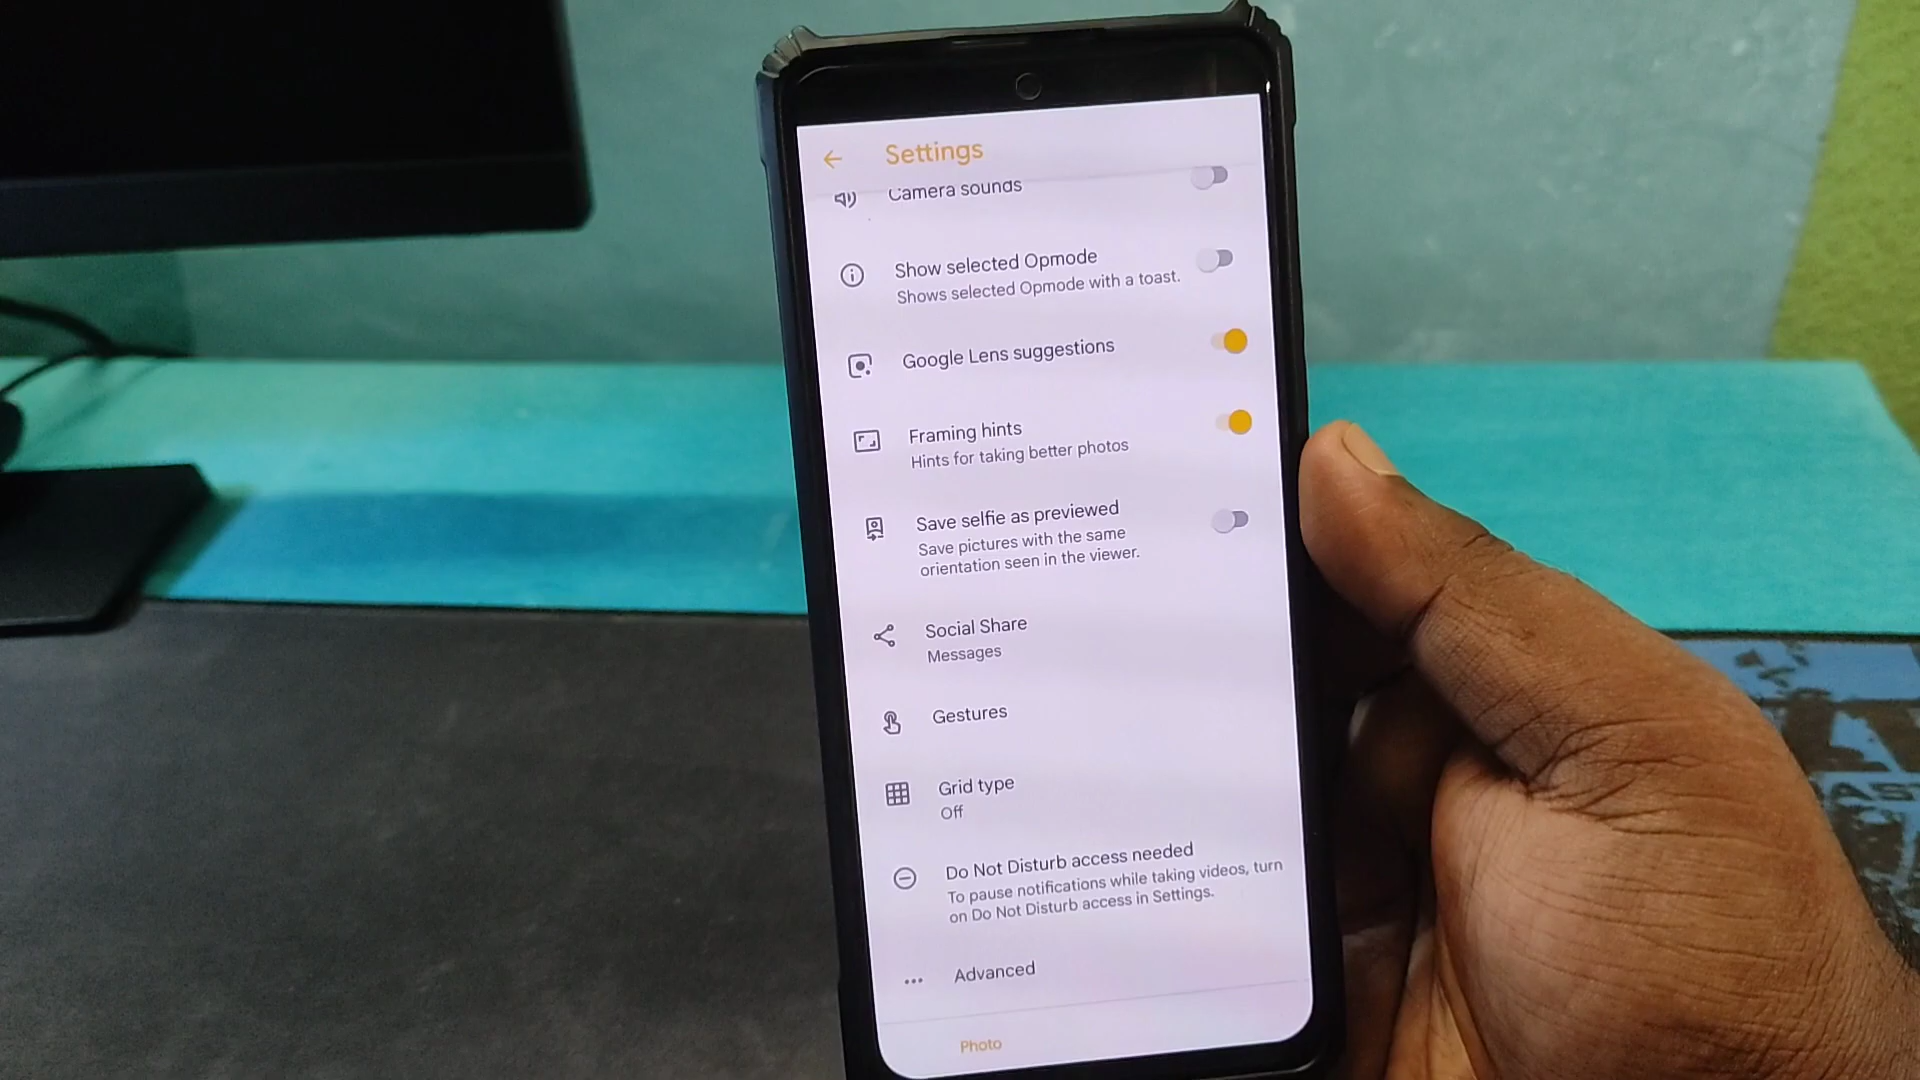 Settings
Camera sounds
Show selected Opmode
Shows selected Opmode with a toast.
Google Lens suggestions
Framing hints
Hints for taking better photos
Save selfie as previewed
Save pictures with the same
orientation seen in the viewer.
Social Share
Messages
Gestures
Grid type
Off
Do Not Disturb access needed
To pause notifications while taking videos, turn
on Do Not Disturb access in Settings.
Advanced
Photo